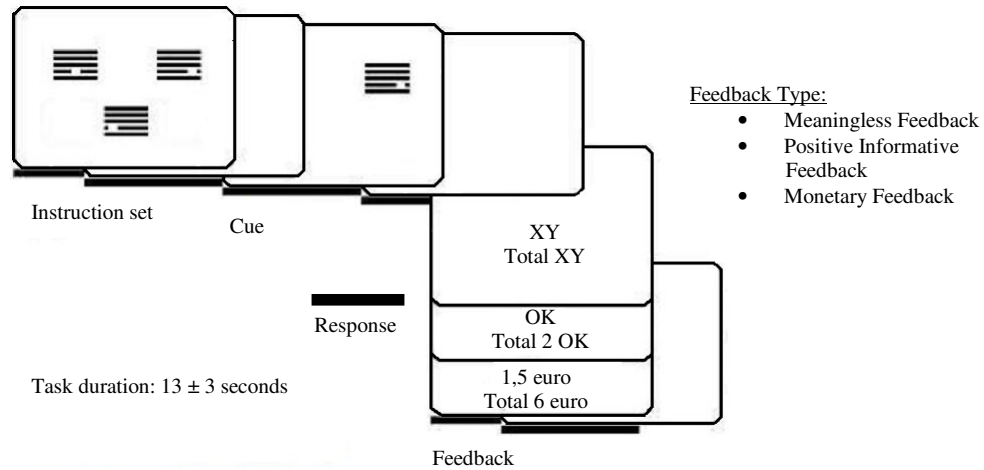 Feedback Type:
• Meaningless Feedback
• Positive Informative
Feedback
• Monetary Feedback
Instruction set
Cue
XY
Total XY
Response
OK
Total 2 OK
1,5 euro
Total 6 euro
Task duration: 13 ± 3 seconds
Feedback